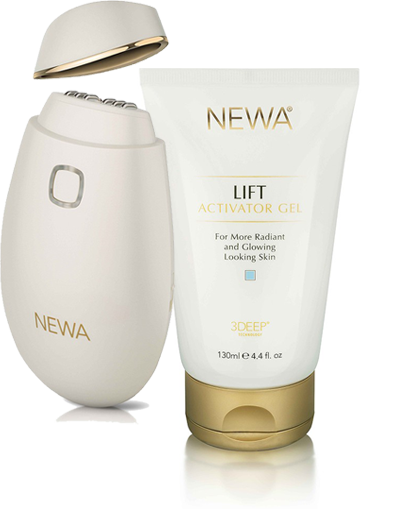 NEWA
NEWA®
LIFT
ACTIVATOR GEL
For More Radiant
and Glowing
Looking Skin
3DEEP®
130ml ℮ 4.4 fl. oz